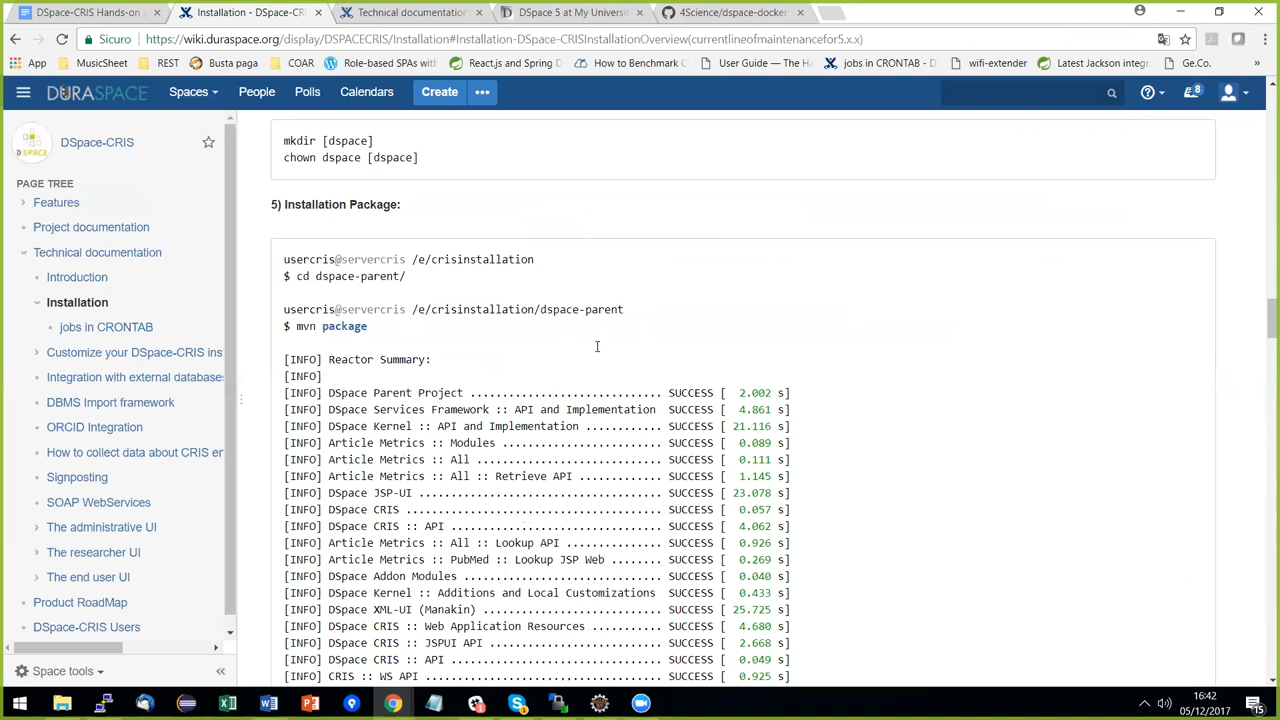 DSpace-CRIS Hands-on
Installation - DSpace-CRI
Technical documentation
DSpace 5 at My Universit
4Science/dspace-docker
Sicuro
https://wiki.duraspace.org/display/DSPACECRIS/Installation#Installation-DSpace-CRISInstallationOverview(currentlineofmaintenancefor5.x.x)
App
MusicSheet
REST
Busta paga
COAR
Role-based SPAs wit
React.js and Spring D
How to Benchmark C
User Guide — The H
jobs in CRONTAB - D
wifi-extender
Latest Jackson integ
Ge.Co.
»
DURASPACE
Spaces
People
Polls
Calendars
Create
•••
8
DSPACE
DSpace-CRIS
PAGE TREE
Features
Project documentation
Technical documentation
Introduction
Installation
jobs in CRONTAB
Customize your DSpace-CRIS ins
Integration with external databases
DBMS Import framework
ORCID Integration
How to collect data about CRIS en
Signposting
SOAP WebServices
The administrative UI
The researcher UI
The end user UI
Product RoadMap
DSpace-CRIS Users
Space tools
«
mkdir [dspace]
chown dspace [dspace]
5) Installation Package:
usercris@servercris /e/crisinstallation
$ cd dspace-parent/
usercris@servercris /e/crisinstallation/dspace-parent
$ mvn package
[INFO] Reactor Summary:
[INFO]
[INFO] DSpace Parent Project ............................. SUCCESS [  2.002 s]
[INFO] DSpace Services Framework :: API and Implementation  SUCCESS [  4.861 s]
[INFO] DSpace Kernel :: API and Implementation ............ SUCCESS [ 21.116 s]
[INFO] Article Metrics :: Modules ........................ SUCCESS [  0.089 s]
[INFO] Article Metrics :: All ............................. SUCCESS [  0.111 s]
[INFO] Article Metrics :: All :: Retrieve API ............. SUCCESS [  1.145 s]
[INFO] DSpace JSP-UI ..................................... SUCCESS [ 23.078 s]
[INFO] DSpace CRIS ....................................... SUCCESS [  0.057 s]
[INFO] DSpace CRIS :: API ................................ SUCCESS [  4.062 s]
[INFO] Article Metrics :: All :: Lookup API ............... SUCCESS [  0.926 s]
[INFO] Article Metrics :: PubMed :: Lookup JSP Web ........ SUCCESS [  0.269 s]
[INFO] DSpace Addon Modules .............................. SUCCESS [  0.040 s]
[INFO] DSpace Kernel :: Additions and Local Customizations  SUCCESS [  0.433 s]
[INFO] DSpace XML-UI (Manakin) ........................... SUCCESS [ 25.725 s]
[INFO] DSpace CRIS :: Web Application Resources ........... SUCCESS [  4.680 s]
[INFO] DSpace CRIS :: JSPUI API .......................... SUCCESS [  2.668 s]
[INFO] DSpace CRIS :: API ................................ SUCCESS [  0.049 s]
[INFO] CRIS :: WS API .................................... SUCCESS [  0.925 s]
16:42
05/12/2017
15